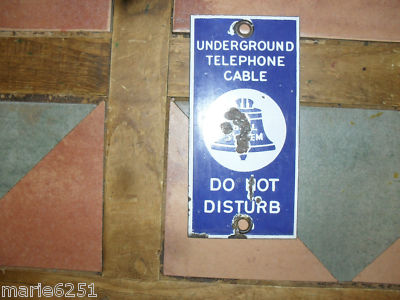 UNDERGROUND
TELEPHONE
CABLE
DO NOT
DISTURB
marie6251